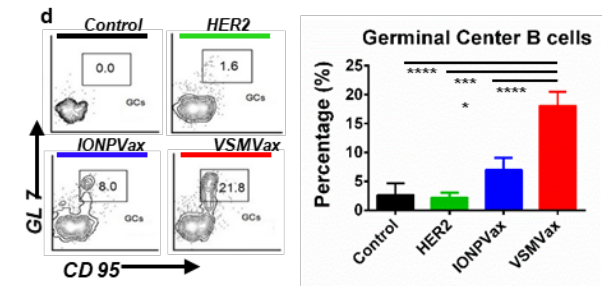 d
Control
HER2
0.0
GCs
1.6
GCs
IONPVax
VSMVax
8.0
GCs
21.8
GCs
GL 7
CD 95
Germinal Center B cells
****
***
****
*
Percentage (%)
25
20
15
10
5
0
Control
HER2
IONPVax
VSMVax